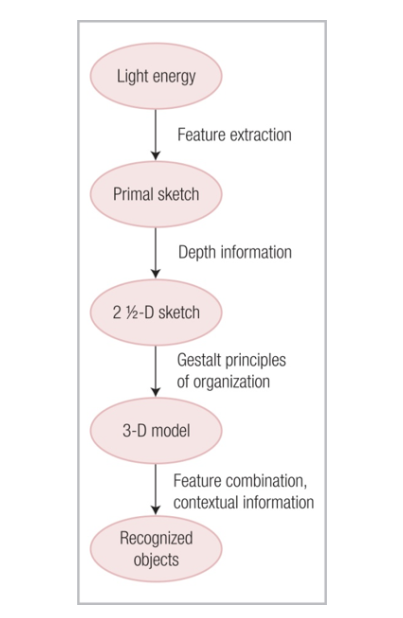 Light energy
Feature extraction
Primal sketch
Depth information
2 ½-D sketch
Gestalt principles
of organization
3-D model
Feature combination,
contextual information
Recognized
objects